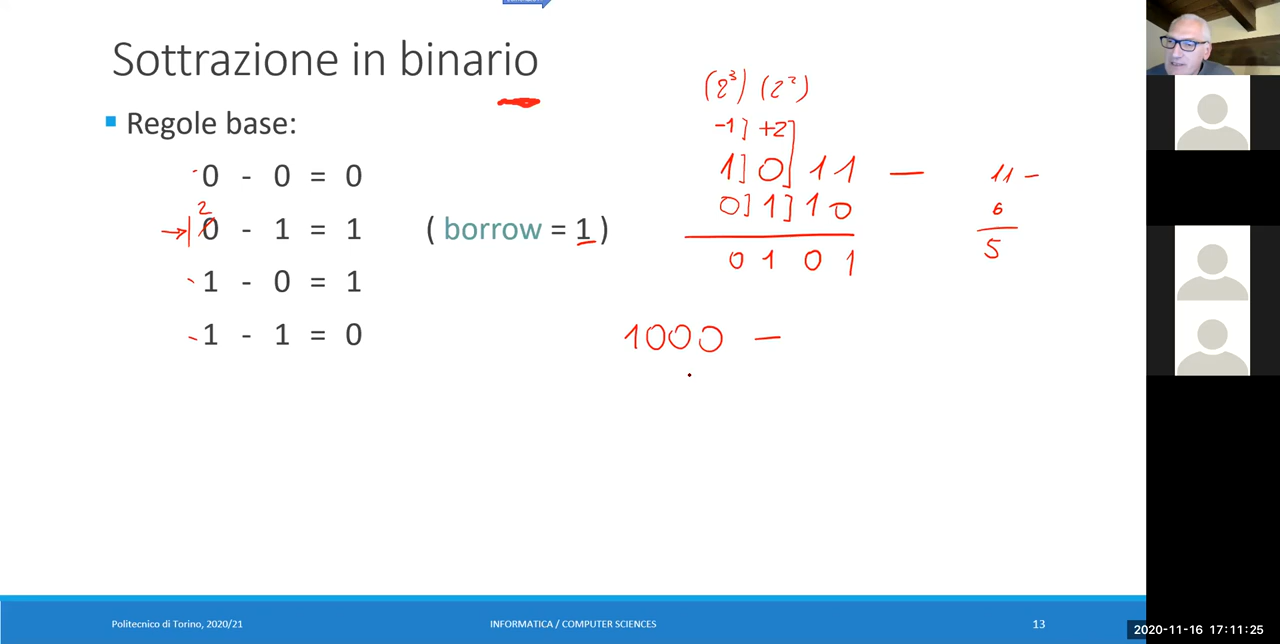 Sottrazione in binario
Regole base:
0 - 0 = 0
2
0 - 1 = 1 ( borrow = 1 )
1 - 0 = 1
1 - 1 = 0
(2³) (2²)
-1] +2]
1] 0] 1 1 —
0] 1] 1 0
0 1 0 1
11 -
6
5
1000 —
Politecnico di Torino, 2020/21
INFORMATICA / COMPUTER SCIENCES
13
2020-11-16 17:11:25